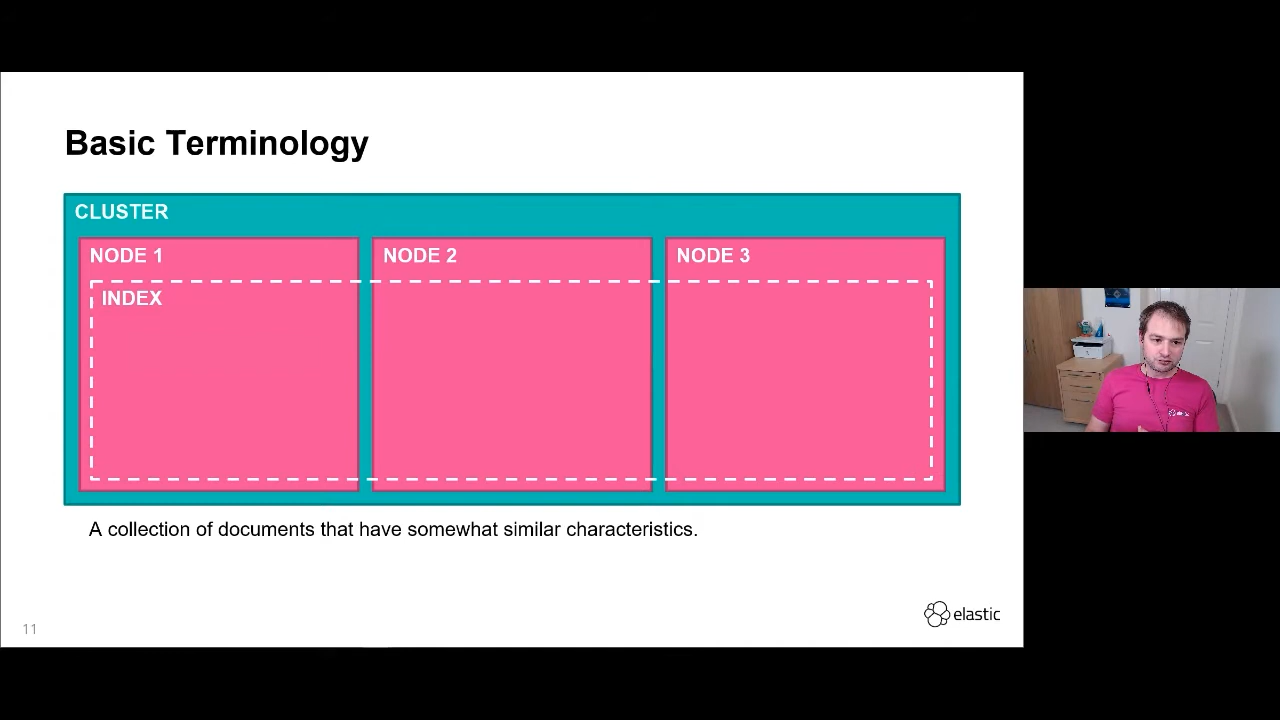 Basic Terminology
CLUSTER
NODE 1
NODE 2
NODE 3
INDEX
A collection of documents that have somewhat similar characteristics.
elastic
11